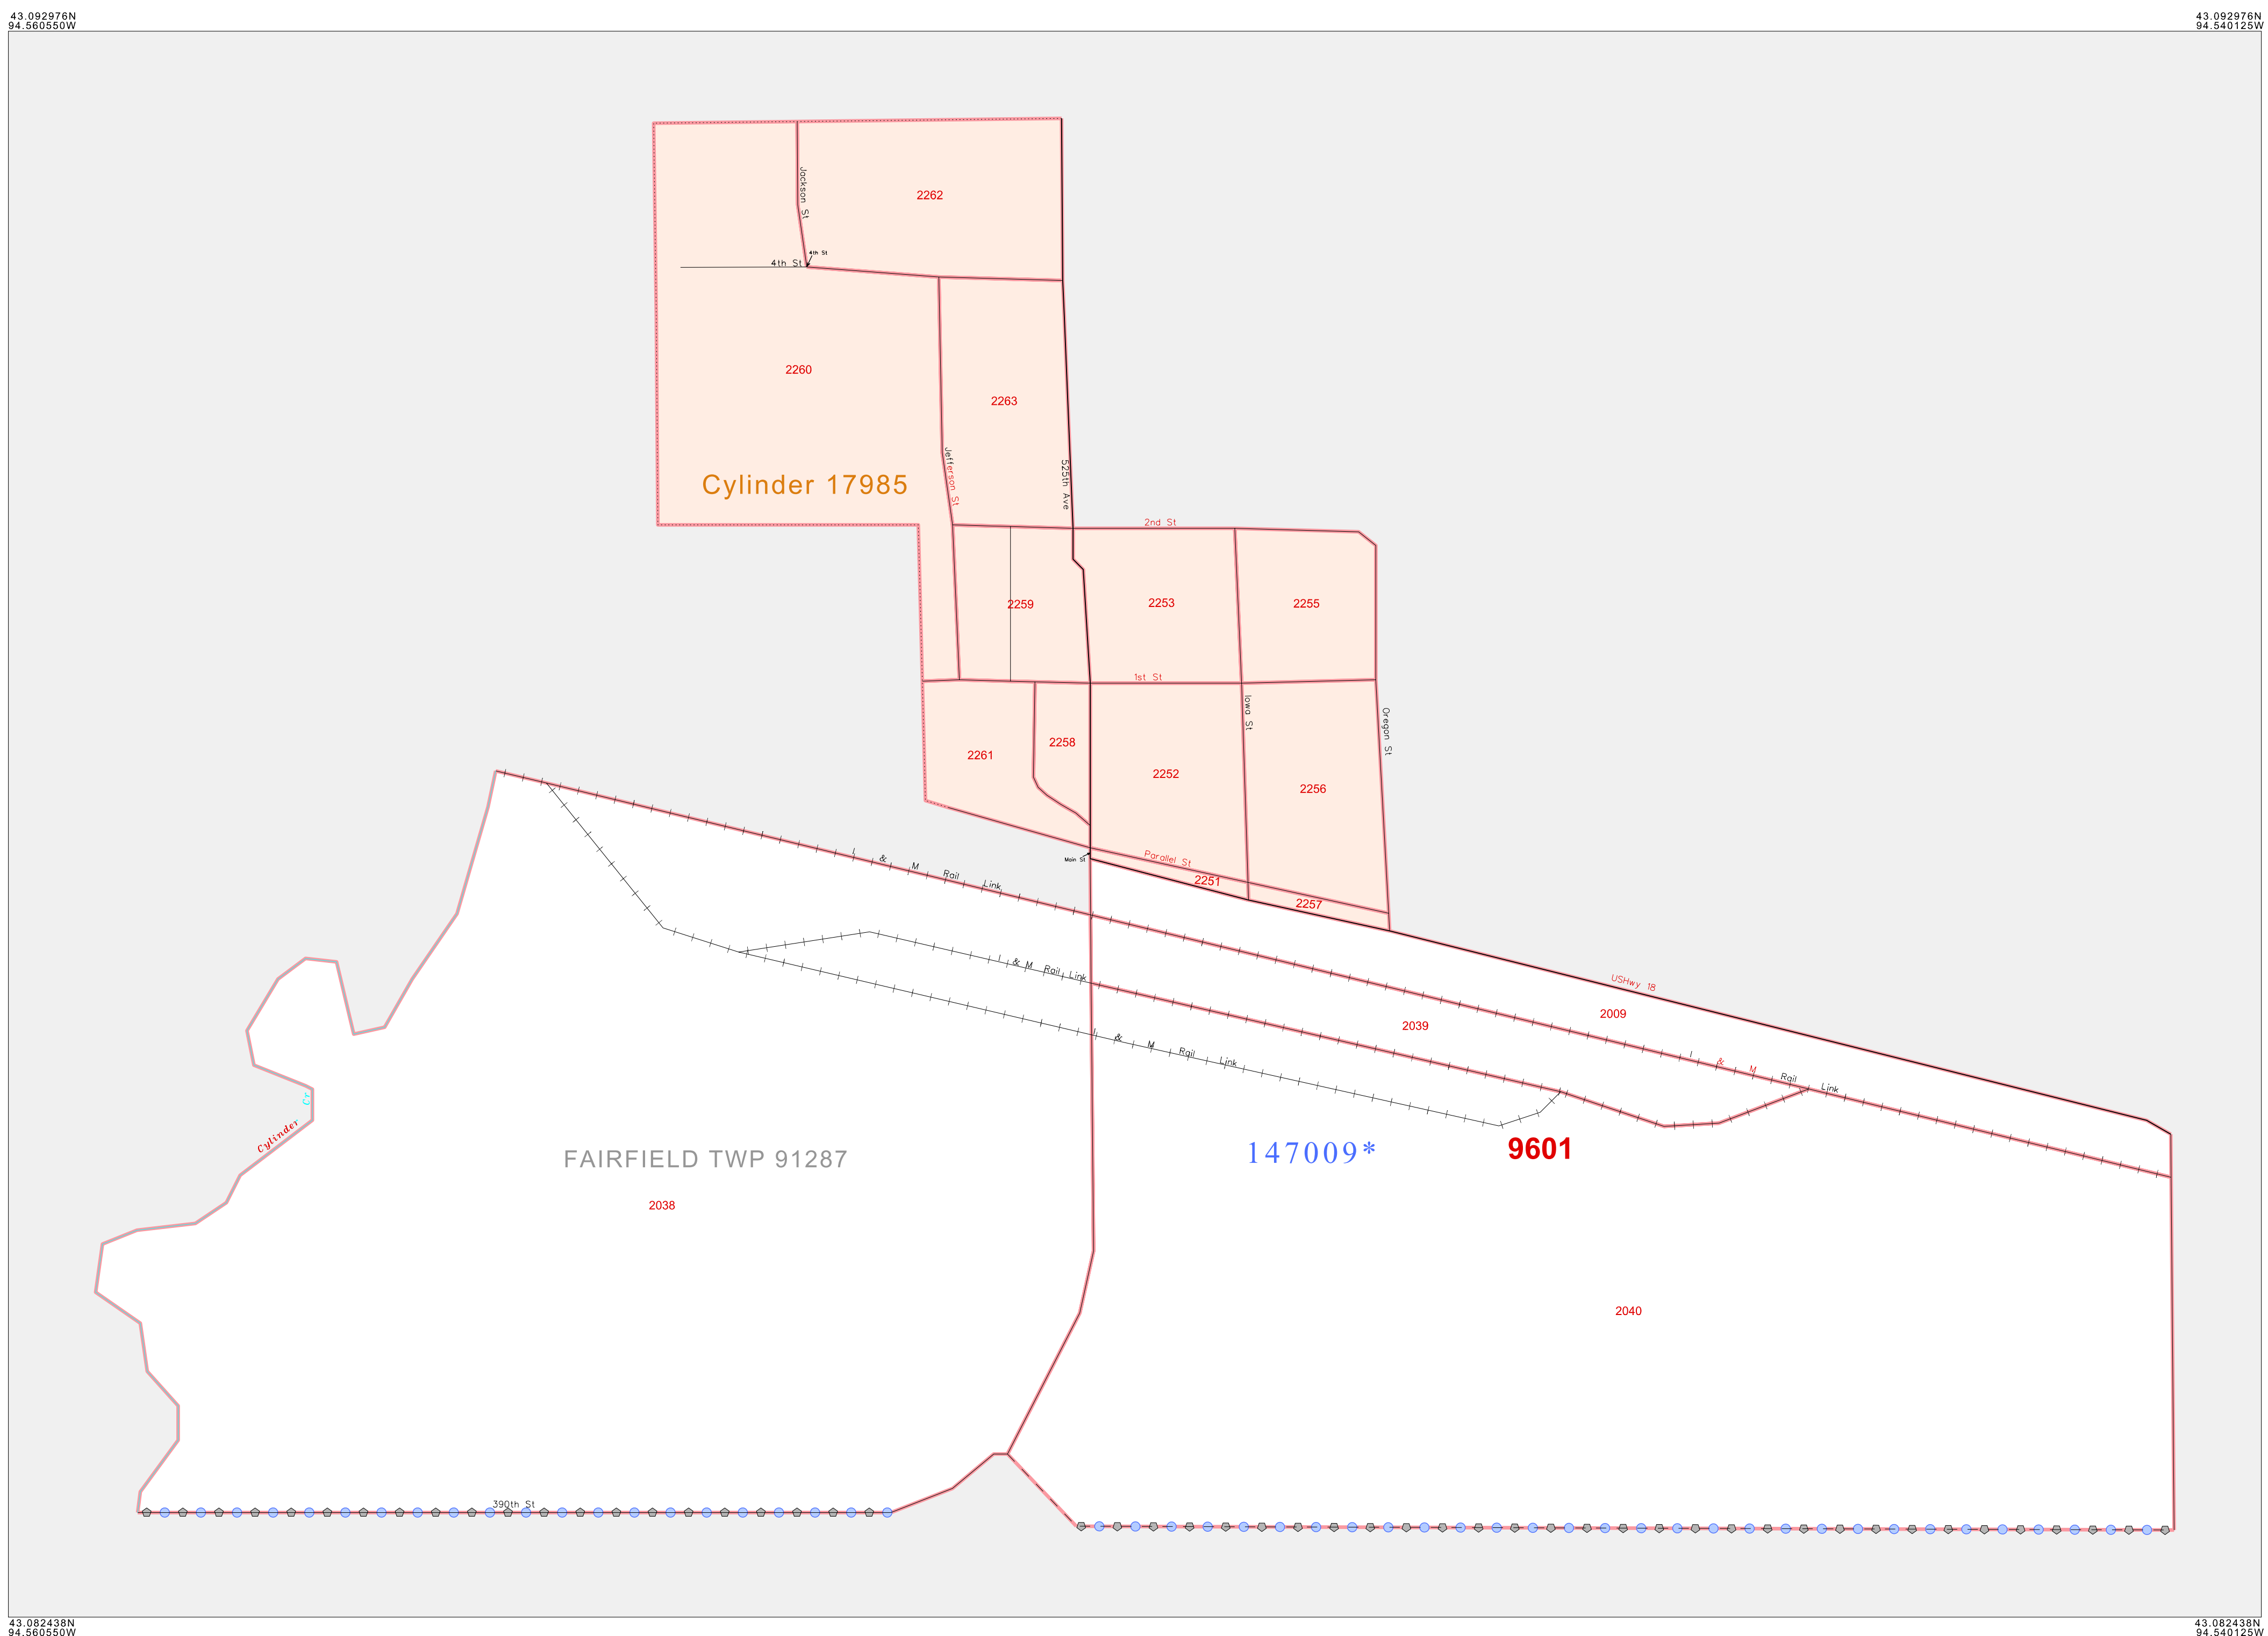 43.092976N
94.560550W
43.092976N
94.540125W
Jackson St
2262
4th St
4th St
2260
2263
Cylinder 17985
Jefferson St
525th Ave
2nd St
2259
2253
2255
1st St
Iowa St
Oregon St
2261
2258
2252
2256
Main St
Parallel St
2251
2257
I & M Rail Link
I & M Rail Link
USHwy 18
2009
2039
I & M Rail Link
I & M Rail Link
Cylinder Cr
FAIRFIELD TWP 91287
147009*
9601
2038
2040
390th St
43.082438N
94.560550W
43.082438N
94.540125W